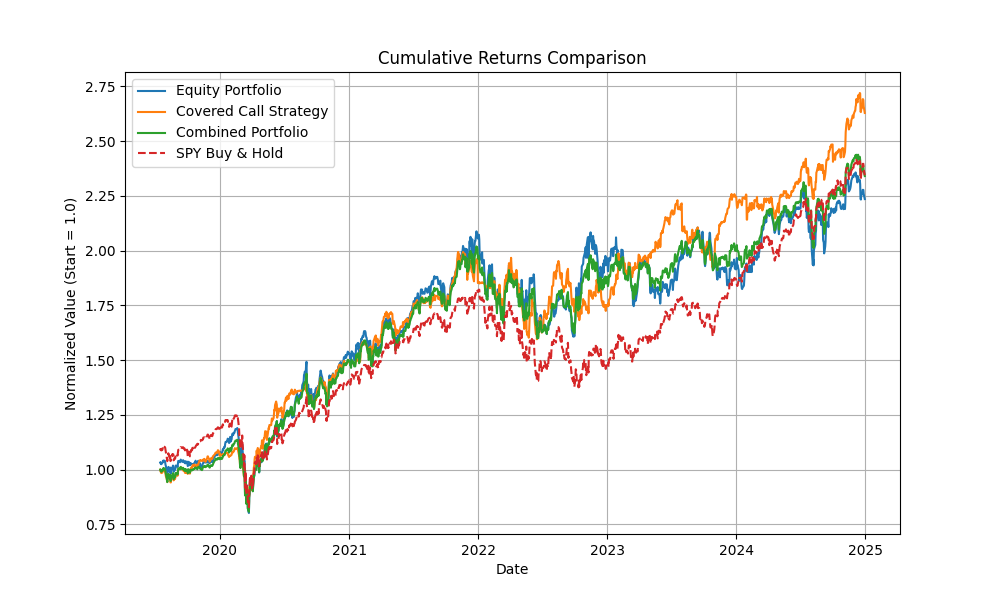 Cumulative Returns Comparison
Equity Portfolio
Covered Call Strategy
Combined Portfolio
SPY Buy & Hold
Normalized Value (Start = 1.0)
2.75
2.50
2.25
2.00
1.75
1.50
1.25
1.00
0.75
2020 2021 2022 2023 2024 2025
Date